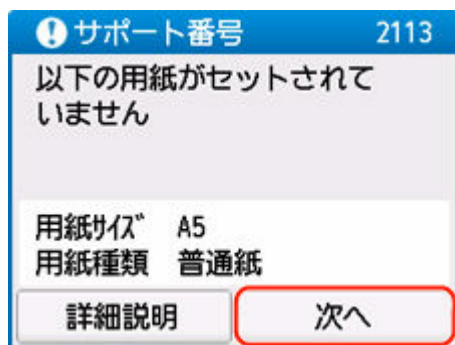 サポート番号 2113
以下の用紙がセットされて
いません
用紙ｻｲｽﾞ A5
用紙種類 普通紙
詳細説明 次へ